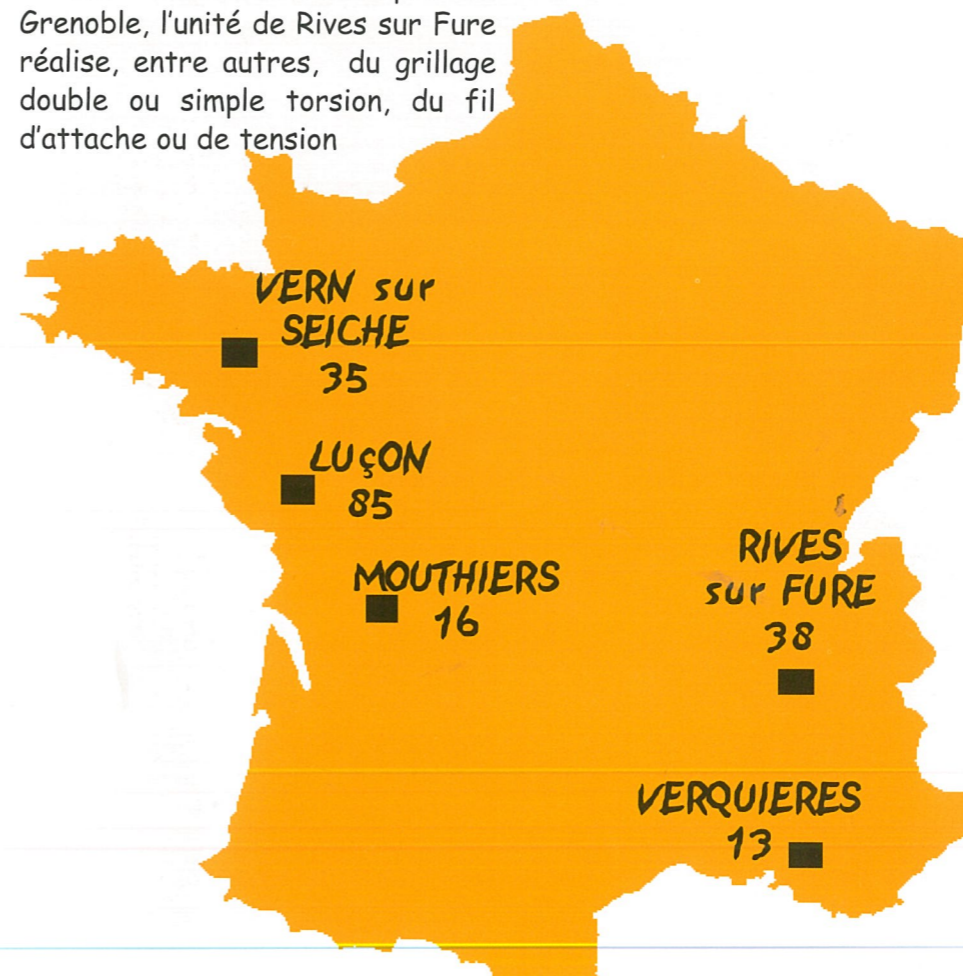 Grenoble, l'unité de Rives sur Fure
réalise, entre autres, du grillage
double ou simple torsion, du fil
d'attache ou de tension
VERN sur
SEICHE
35
LUçON
85
MOUTHIERS
16
RIVES
sur FURE
38
VERQUIERES
13